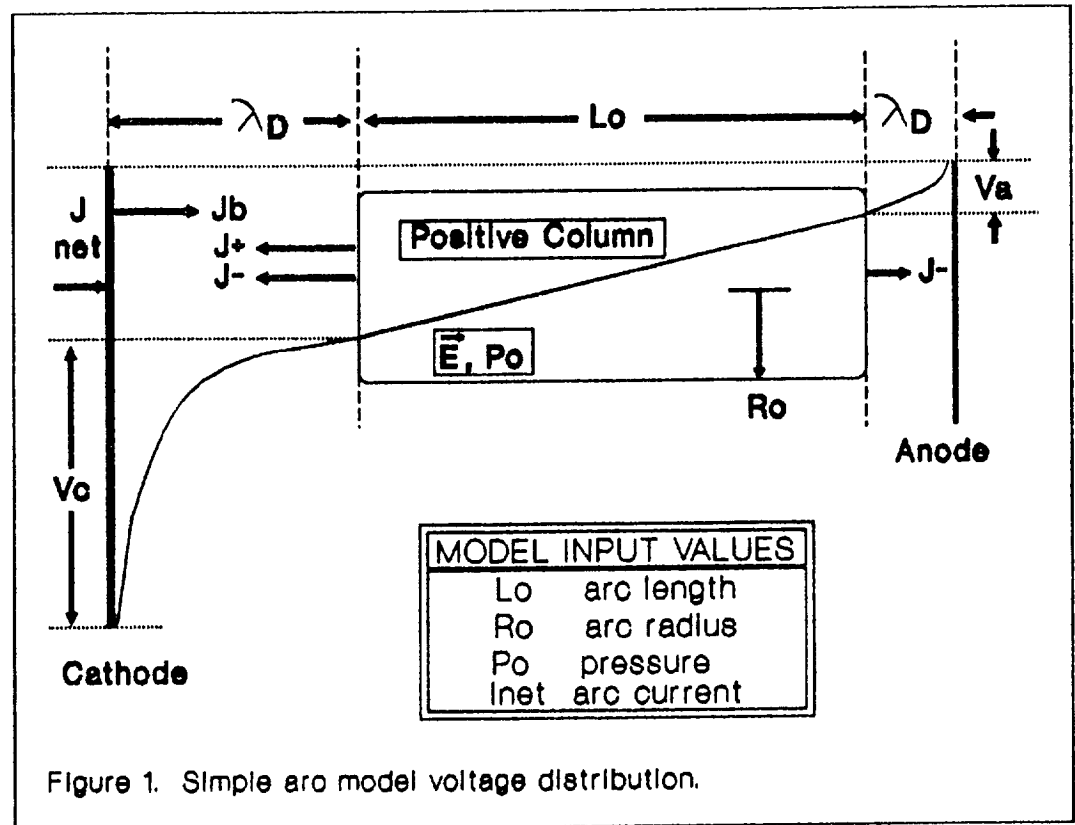 λD Lo λD
J net
Jb
J+
J-
Positive Column
J-
Va
E, Po
Ro
Anode
Vc
Cathode
MODEL INPUT VALUES
Lo arc length
Ro arc radius
Po pressure
Inet arc current
Figure 1. Simple arc model voltage distribution.